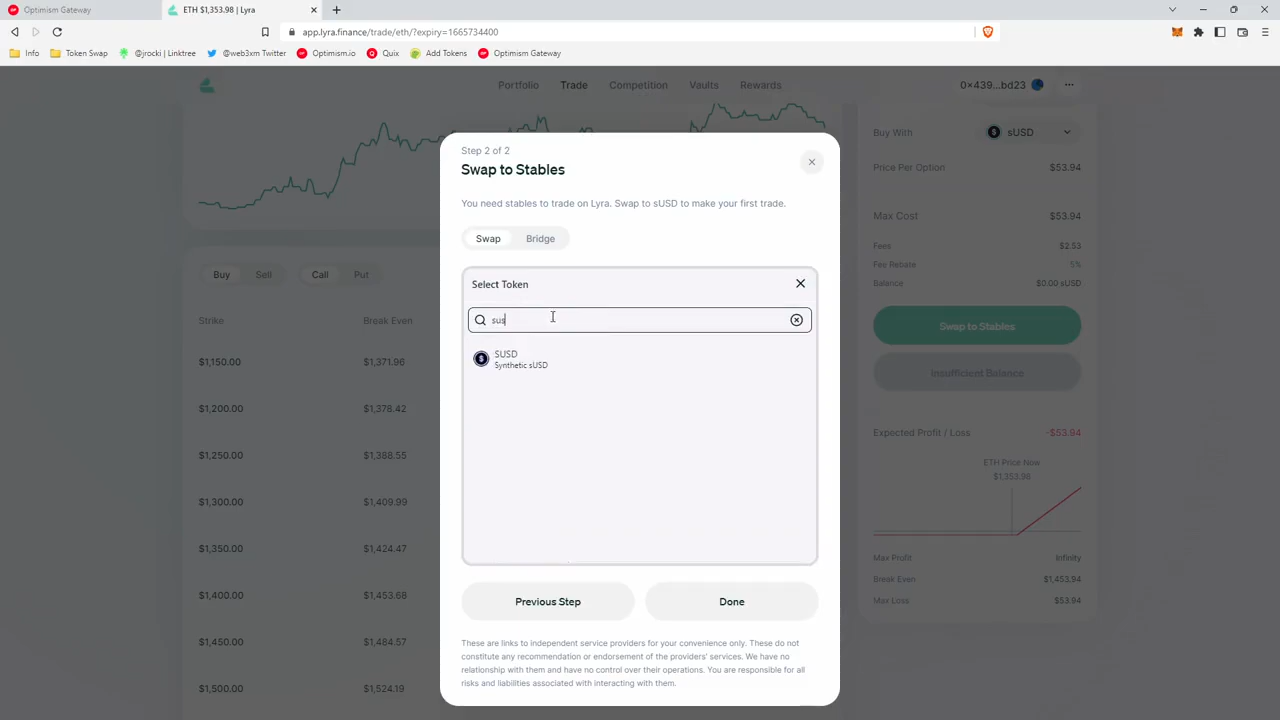 Optimism Gateway
ETH $1,353.98 | Lyra
app.lyra.finance/trade/eth/?expiry=1665734400
Info
Token Swap
@jrocki | Linktree
@web3xm Twitter
Optimism.io
Quix
Add Tokens
Optimism Gateway
Portfolio
Trade
Competition
Vaults
Rewards
0×439...bd23
Step 2 of 2
Swap to Stables
You need stables to trade on Lyra. Swap to sUSD to make your first trade.
Swap
Bridge
Select Token
sus
SUSD
Synthetic sUSD
Previous Step
Done
These are links to independent service providers for your convenience only. These do not
constitute any recommendation or endorsement of the providers' services. We have no
relationship with them and have no control over their operations. You are responsible for all
risks and liabilities associated with interacting with them.
Buy
Sell
Call
Put
Strike
Break Even
$1,150.00
$1,371.96
$1,200.00
$1,378.42
$1,250.00
$1,388.55
$1,300.00
$1,409.99
$1,350.00
$1,424.47
$1,400.00
$1,453.68
$1,450.00
$1,484.57
$1,500.00
$1,524.19
Buy With
sUSD
Price Per Option
$53.94
Max Cost
$53.94
Fees
$2.53
Fee Rebate
5%
Balance
$0.00 sUSD
Swap to Stables
Insufficient Balance
Expected Profit / Loss
-$53.94
ETH Price Now
$1,353.98
Max Profit
Infinity
Break Even
$1,453.94
Max Loss
$53.94